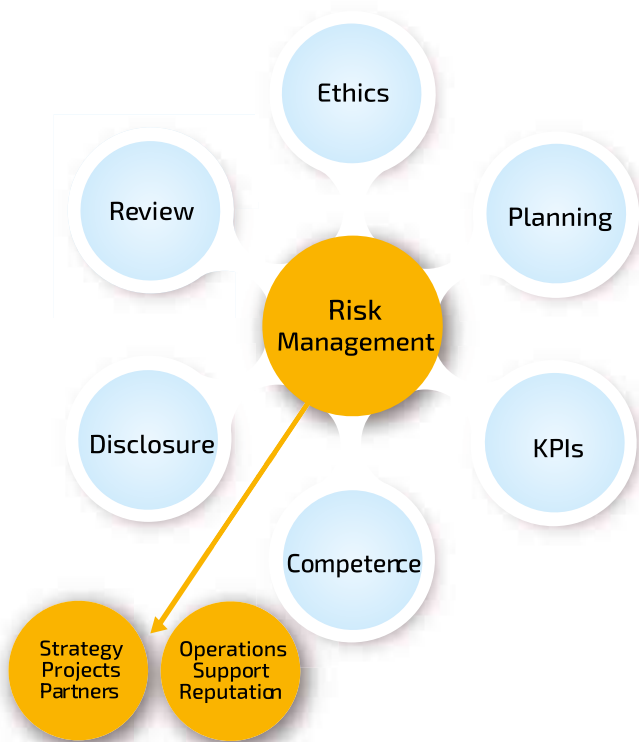 Ethics
Review
Planning
Risk
Management
Disclosure
KPIs
Competence
Strategy
Projects
Partners
Operations
Support
Reputation